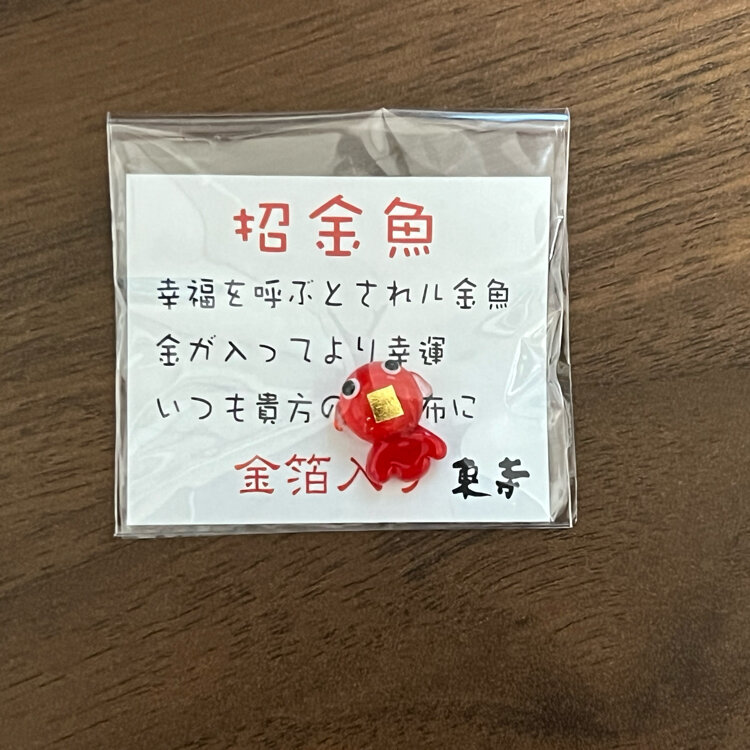 招金魚
幸福を呼ぶとされル金魚
金が入ってより幸運
いつも貴方の 布に
金箔入り
東寺